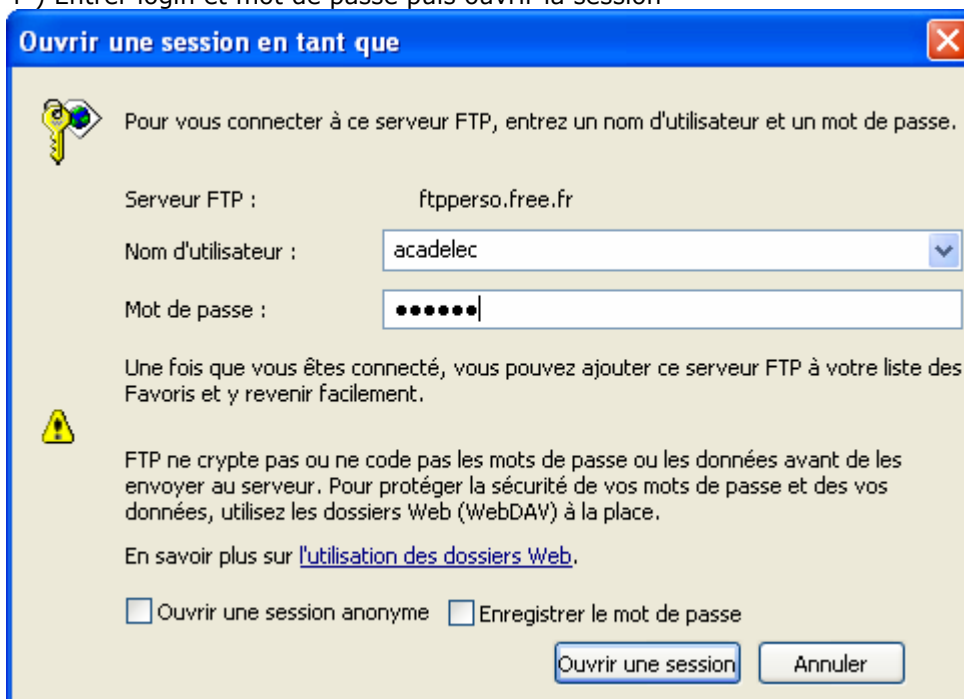 ) Entrer login et mot de passe puis ouvrir la session
Ouvrir une session en tant que
Pour vous connecter à ce serveur FTP, entrez un nom d'utilisateur et un mot de passe.
Serveur FTP : ftpperso.free.fr
Nom d'utilisateur : acadelec
Mot de passe : ●●●●●●
Une fois que vous êtes connecté, vous pouvez ajouter ce serveur FTP à votre liste des
Favoris et y revenir facilement.
FTP ne crypte pas ou ne code pas les mots de passe ou les données avant de les
envoyer au serveur. Pour protéger la sécurité de vos mots de passe et des vos
données, utilisez les dossiers Web (WebDAV) à la place.
En savoir plus sur l'utilisation des dossiers Web.
Ouvrir une session anonyme Enregistrer le mot de passe
Ouvrir une session Annuler